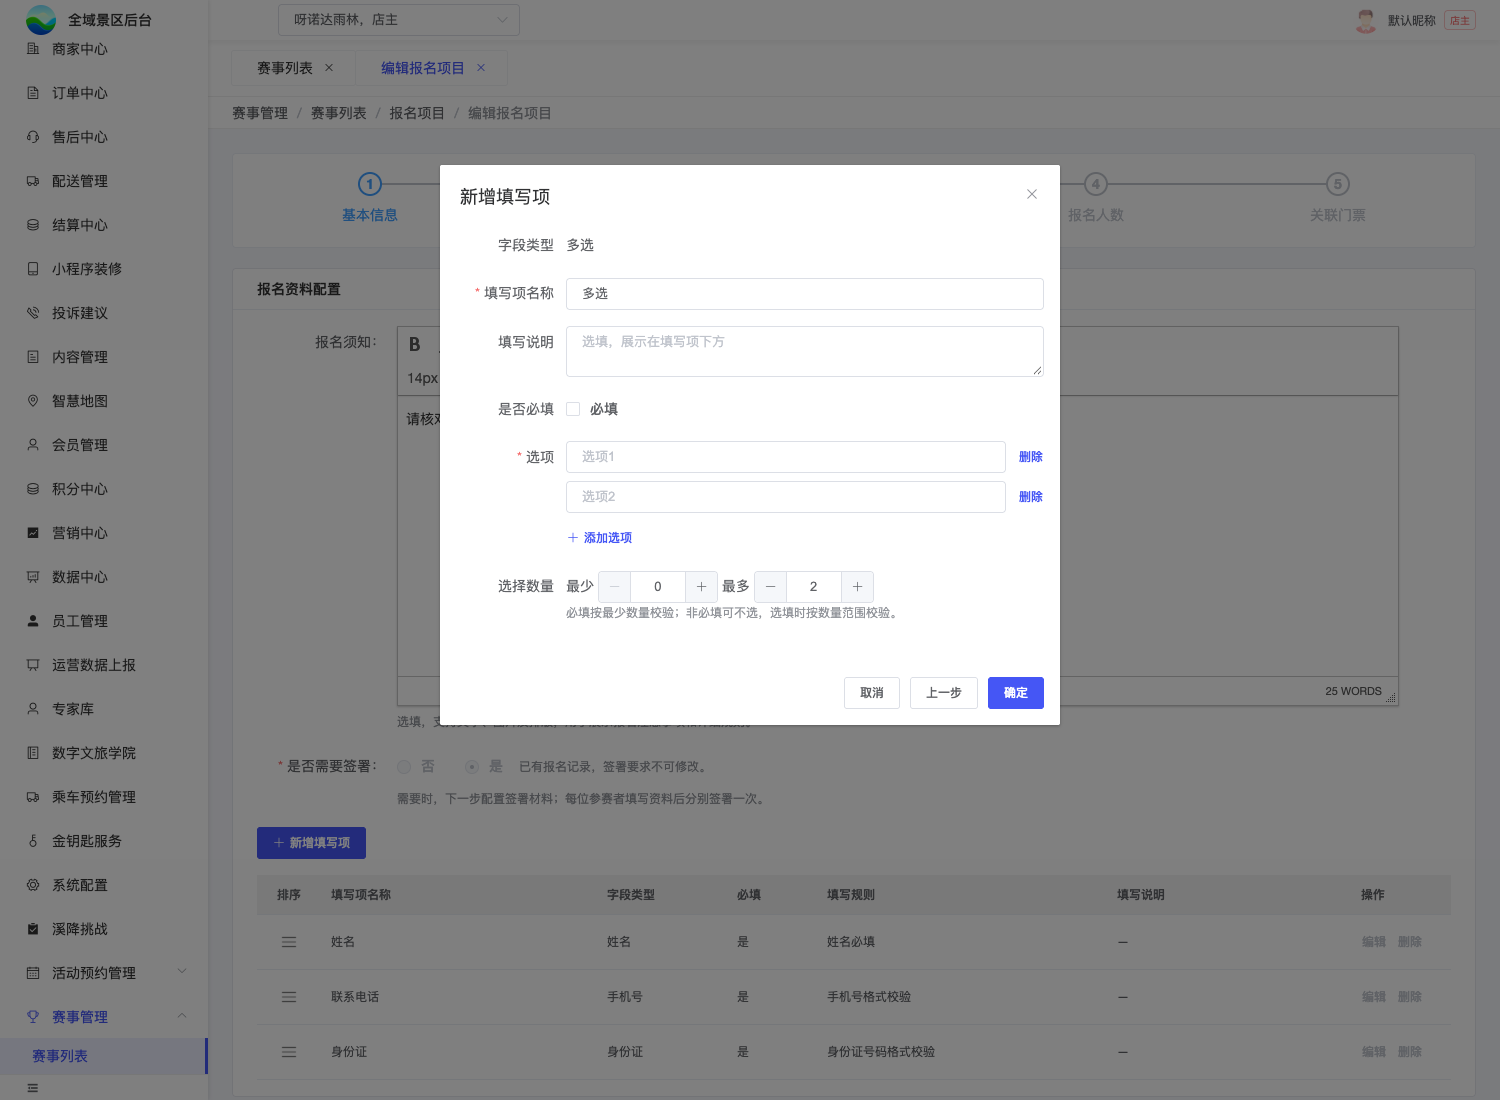 全域景区后台
呀诺达雨林，店主
默认昵称 店主
商家中心
订单中心
售后中心
配送管理
结算中心
小程序装修
投诉建议
内容管理
智慧地图
会员管理
积分中心
营销中心
数据中心
员工管理
运营数据上报
专家库
数字文旅学院
乘车预约管理
金钥匙服务
系统配置
溪降挑战
活动预约管理
赛事管理
赛事列表
赛事列表 × 编辑报名项目 ×
赛事管理 / 赛事列表 / 报名项目 / 编辑报名项目
1 基本信息
4 报名人数
5 关联门票
报名资料配置
报名须知：
B
14px
请核
25 WORDS
新增填写项
字段类型 多选
* 填写项名称 多选
填写说明 选填，展示在填写项下方
是否必填 必填
* 选项 选项1 删除
选项2 删除
+ 添加选项
选择数量 最少 − 0 + 最多 − 2 +
必填按最少数量校验；非必填可不选，选填时按数量范围校验。
取消 上一步 确定
* 是否需要签署： 否 是 已有报名记录，签署要求不可修改。
需要时，下一步配置签署材料；每位参赛者填写资料后分别签署一次。
+ 新增填写项
排序 填写项名称 字段类型 必填 填写规则 填写说明 操作
姓名 姓名 是 姓名必填 — 编辑 删除
联系电话 手机号 是 手机号格式校验 — 编辑 删除
身份证 身份证 是 身份证号码格式校验 — 编辑 删除